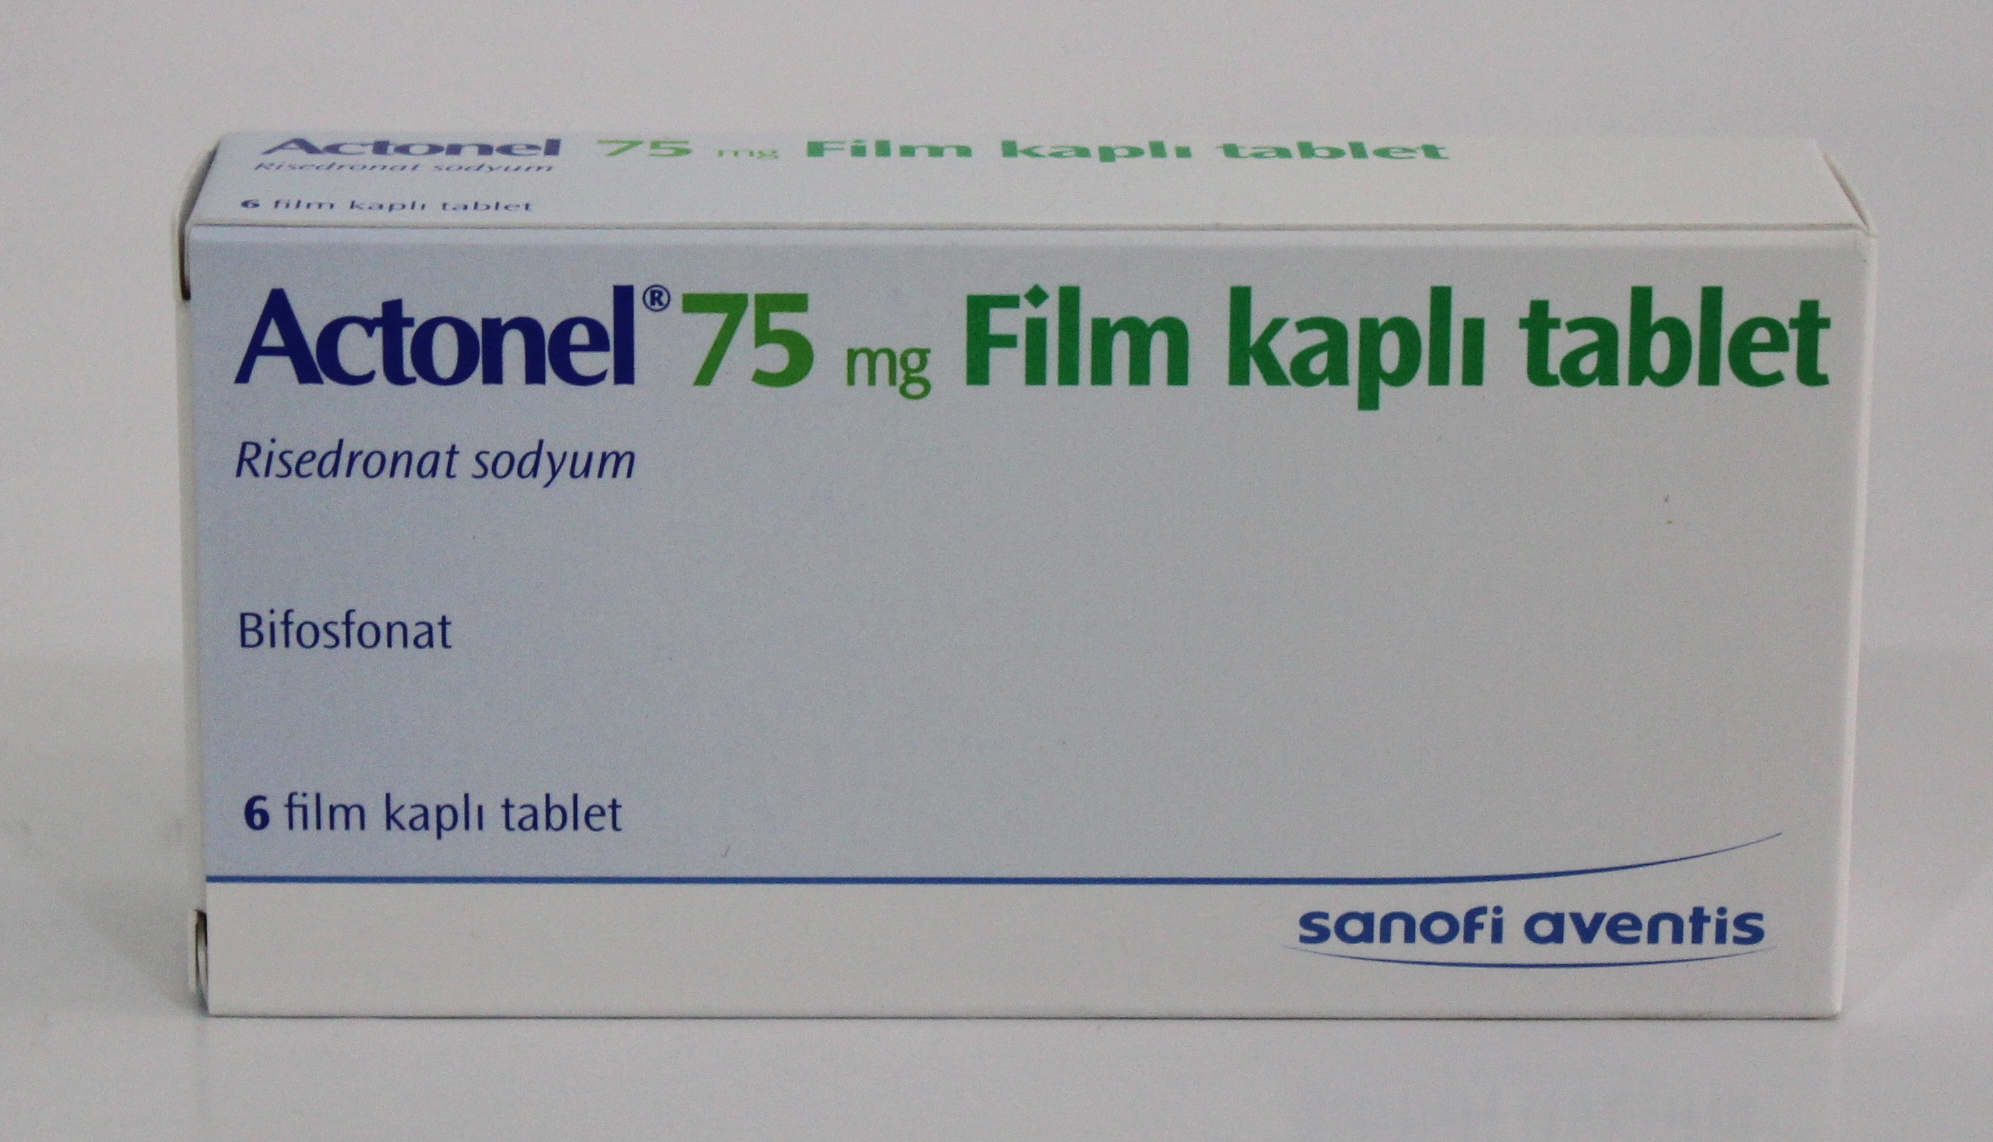 Actonel 75 mg Film kaplı tablet
Risedronat sodyum
6 film kaplı tablet
Actonel® 75 mg Film kaplı tablet
Risedronat sodyum
Bifosfonat
6 film kaplı tablet
sanofi aventis